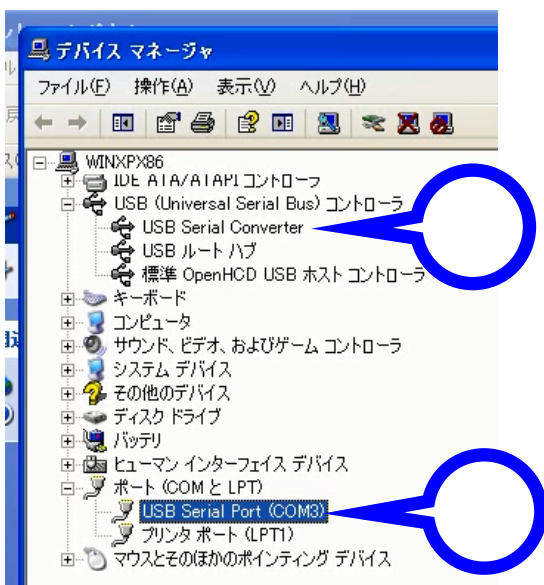 デバイス マネージャ
ファイル(F) 操作(A) 表示(V) ヘルプ(H)
WINXPX86
IDE ATA/ATAPI コントローラ
USB (Universal Serial Bus) コントローラ
USB Serial Converter
USB ルート ハブ
標準 OpenHCD USB ホスト コントローラ
キーボード
コンピュータ
サウンド、ビデオ、およびゲーム コントローラ
システム デバイス
その他のデバイス
ディスク ドライブ
バッテリ
ヒューマン インターフェイス デバイス
ポート (COM と LPT)
USB Serial Port (COM3)
プリンタ ポート (LPT1)
マウスとそのほかのポインティング デバイス